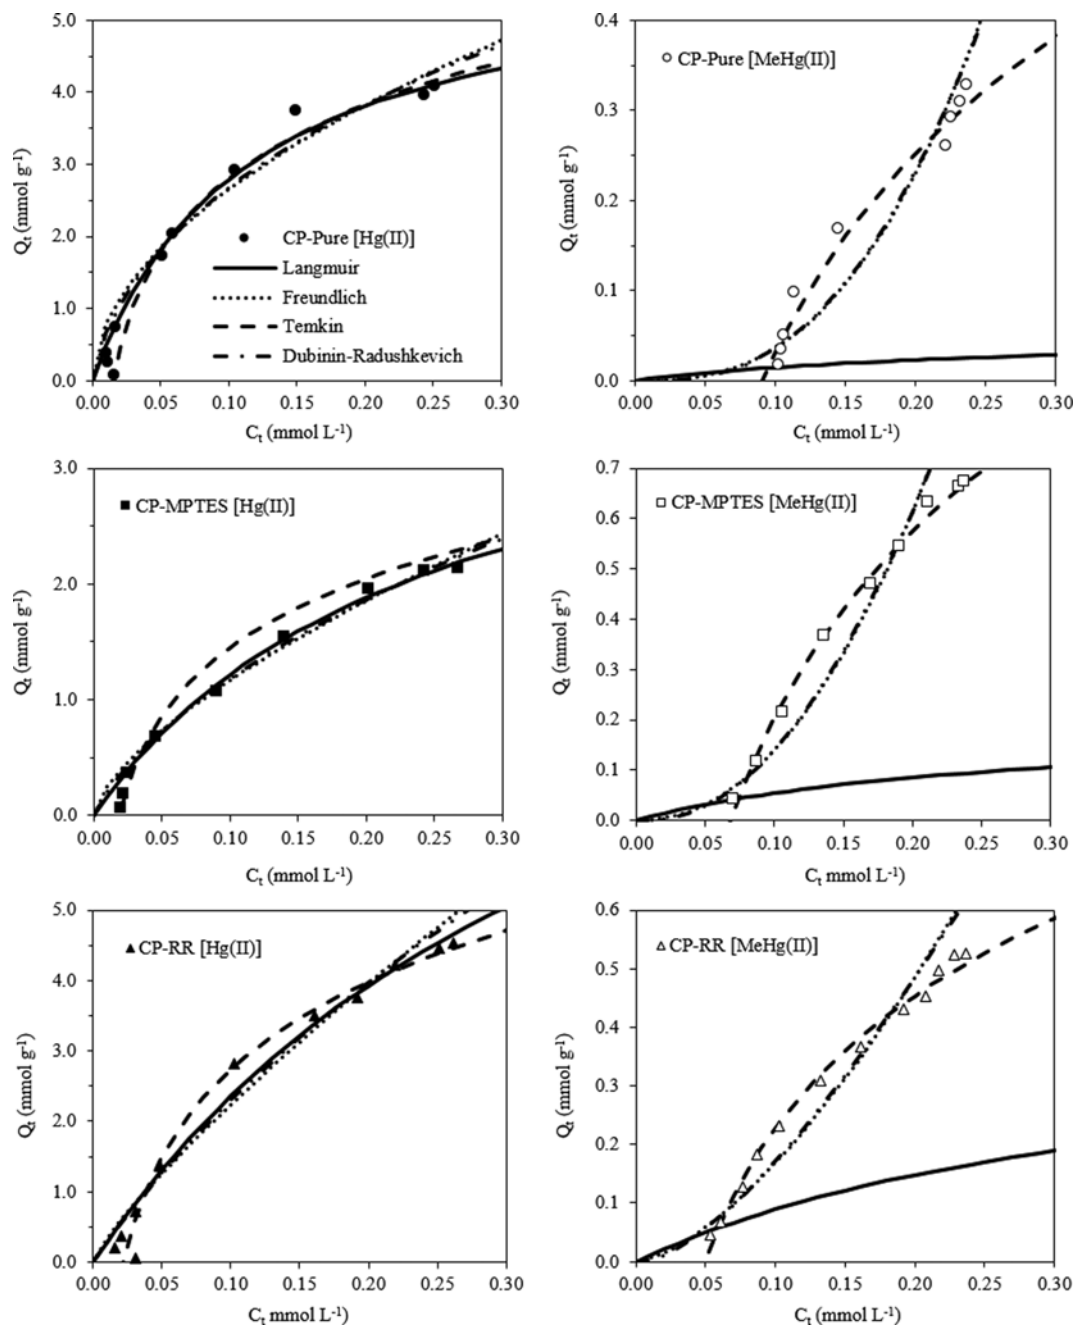 5.0
4.0
3.0
2.0
1.0
0.0
Qt (mmol g-1)
CP-Pure [Hg(II)]
Langmuir
Freundlich
Temkin
Dubinin-Radushkevich
0.00 0.05 0.10 0.15 0.20 0.25 0.30
Ct (mmol L-1)
0.4
0.3
0.2
0.1
0.0
Qt (mmol g-1)
CP-Pure [MeHg(II)]
0.00 0.05 0.10 0.15 0.20 0.25 0.30
Ct (mmol L-1)
3.0
2.0
1.0
0.0
Qt (mmol g-1)
CP-MPTES [Hg(II)]
0.00 0.05 0.10 0.15 0.20 0.25 0.30
Ct (mmol L-1)
0.7
0.6
0.5
0.4
0.3
0.2
0.1
0.0
Qt (mmol g-1)
CP-MPTES [MeHg(II)]
0.00 0.05 0.10 0.15 0.20 0.25 0.30
Ct mmol L-1)
5.0
4.0
3.0
2.0
1.0
0.0
Qt (mmol g-1)
CP-RR [Hg(II)]
0.00 0.05 0.10 0.15 0.20 0.25 0.30
Ct mmol L-1)
0.6
0.5
0.4
0.3
0.2
0.1
0.0
Qt (mmol g-1)
CP-RR [MeHg(II)]
0.00 0.05 0.10 0.15 0.20 0.25 0.30
Ct (mmol L-1)